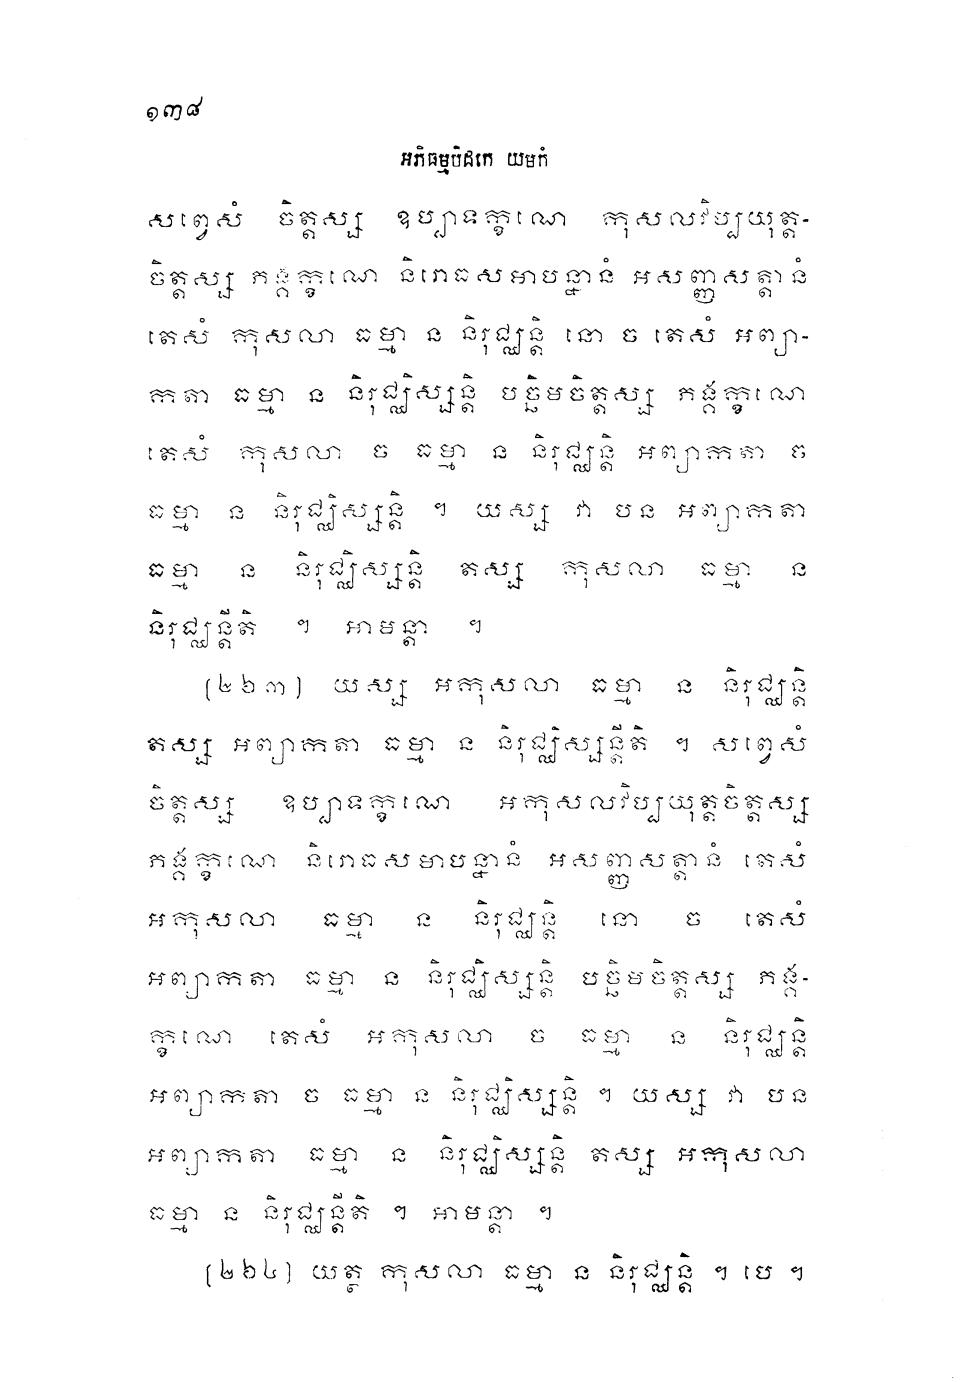 ១៣៨
អភិធម្មបិដកេ យមកំ
សព្វេសំ ចិត្តស្ស ឧប្បាទក្ខណេ កុសលវិប្បយុត្ត-
ចិត្តស្ស ភង្គក្ខណេ និរោធសមាបន្នានំ អសញ្ញសត្តានំ
តេសំ កុសលា ធម្មា ន និរុជ្ឈន្តិ នោ ច តេសំ អព្យា-
កតា ធម្មា ន និរុជ្ឈិស្សន្តិ បច្ឆិមចិត្តស្ស ភង្គក្ខណេ
តេសំ កុសលា ច ធម្មា ន និរុជ្ឈន្តិ អព្យាកតា ច
ធម្មា ន និរុជ្ឈិស្សន្តិ ។ យស្ស វា បន អព្យាកតា
ធម្មា ន និរុជ្ឈិស្សន្តិ តស្ស កុសលា ធម្មា ន
និរុជ្ឈន្តីតិ ។ អាមន្តា ។
(២៦៣) យស្ស អកុសលា ធម្មា ន និរុជ្ឈន្តិ
តស្ស អព្យាកតា ធម្មា ន និរុជ្ឈិស្សន្តីតិ ។ សព្វេសំ
ចិត្តស្ស ឧប្បាទក្ខណេ អកុសលវិប្បយុត្តចិត្តស្ស
ភង្គក្ខណេ និរោធសមាបន្នានំ អសញ្ញសត្តានំ តេសំ
អកុសលា ធម្មា ន និរុជ្ឈន្តិ នោ ច តេសំ
អព្យាកតា ធម្មា ន និរុជ្ឈិស្សន្តិ បច្ឆិមចិត្តស្ស ភង្គ-
ក្ខណេ តេសំ អកុសលា ច ធម្មា ន និរុជ្ឈន្តិ
អព្យាកតា ច ធម្មា ន និរុជ្ឈិស្សន្តិ ។ យស្ស វា បន
អព្យាកតា ធម្មា ន និរុជ្ឈិស្សន្តិ តស្ស អកុសលា
ធម្មា ន និរុជ្ឈន្តីតិ ។ អាមន្តា ។
(២៦៤) យត្ថ កុសលា ធម្មា ន និរុជ្ឈន្តិ ។ បេ ។